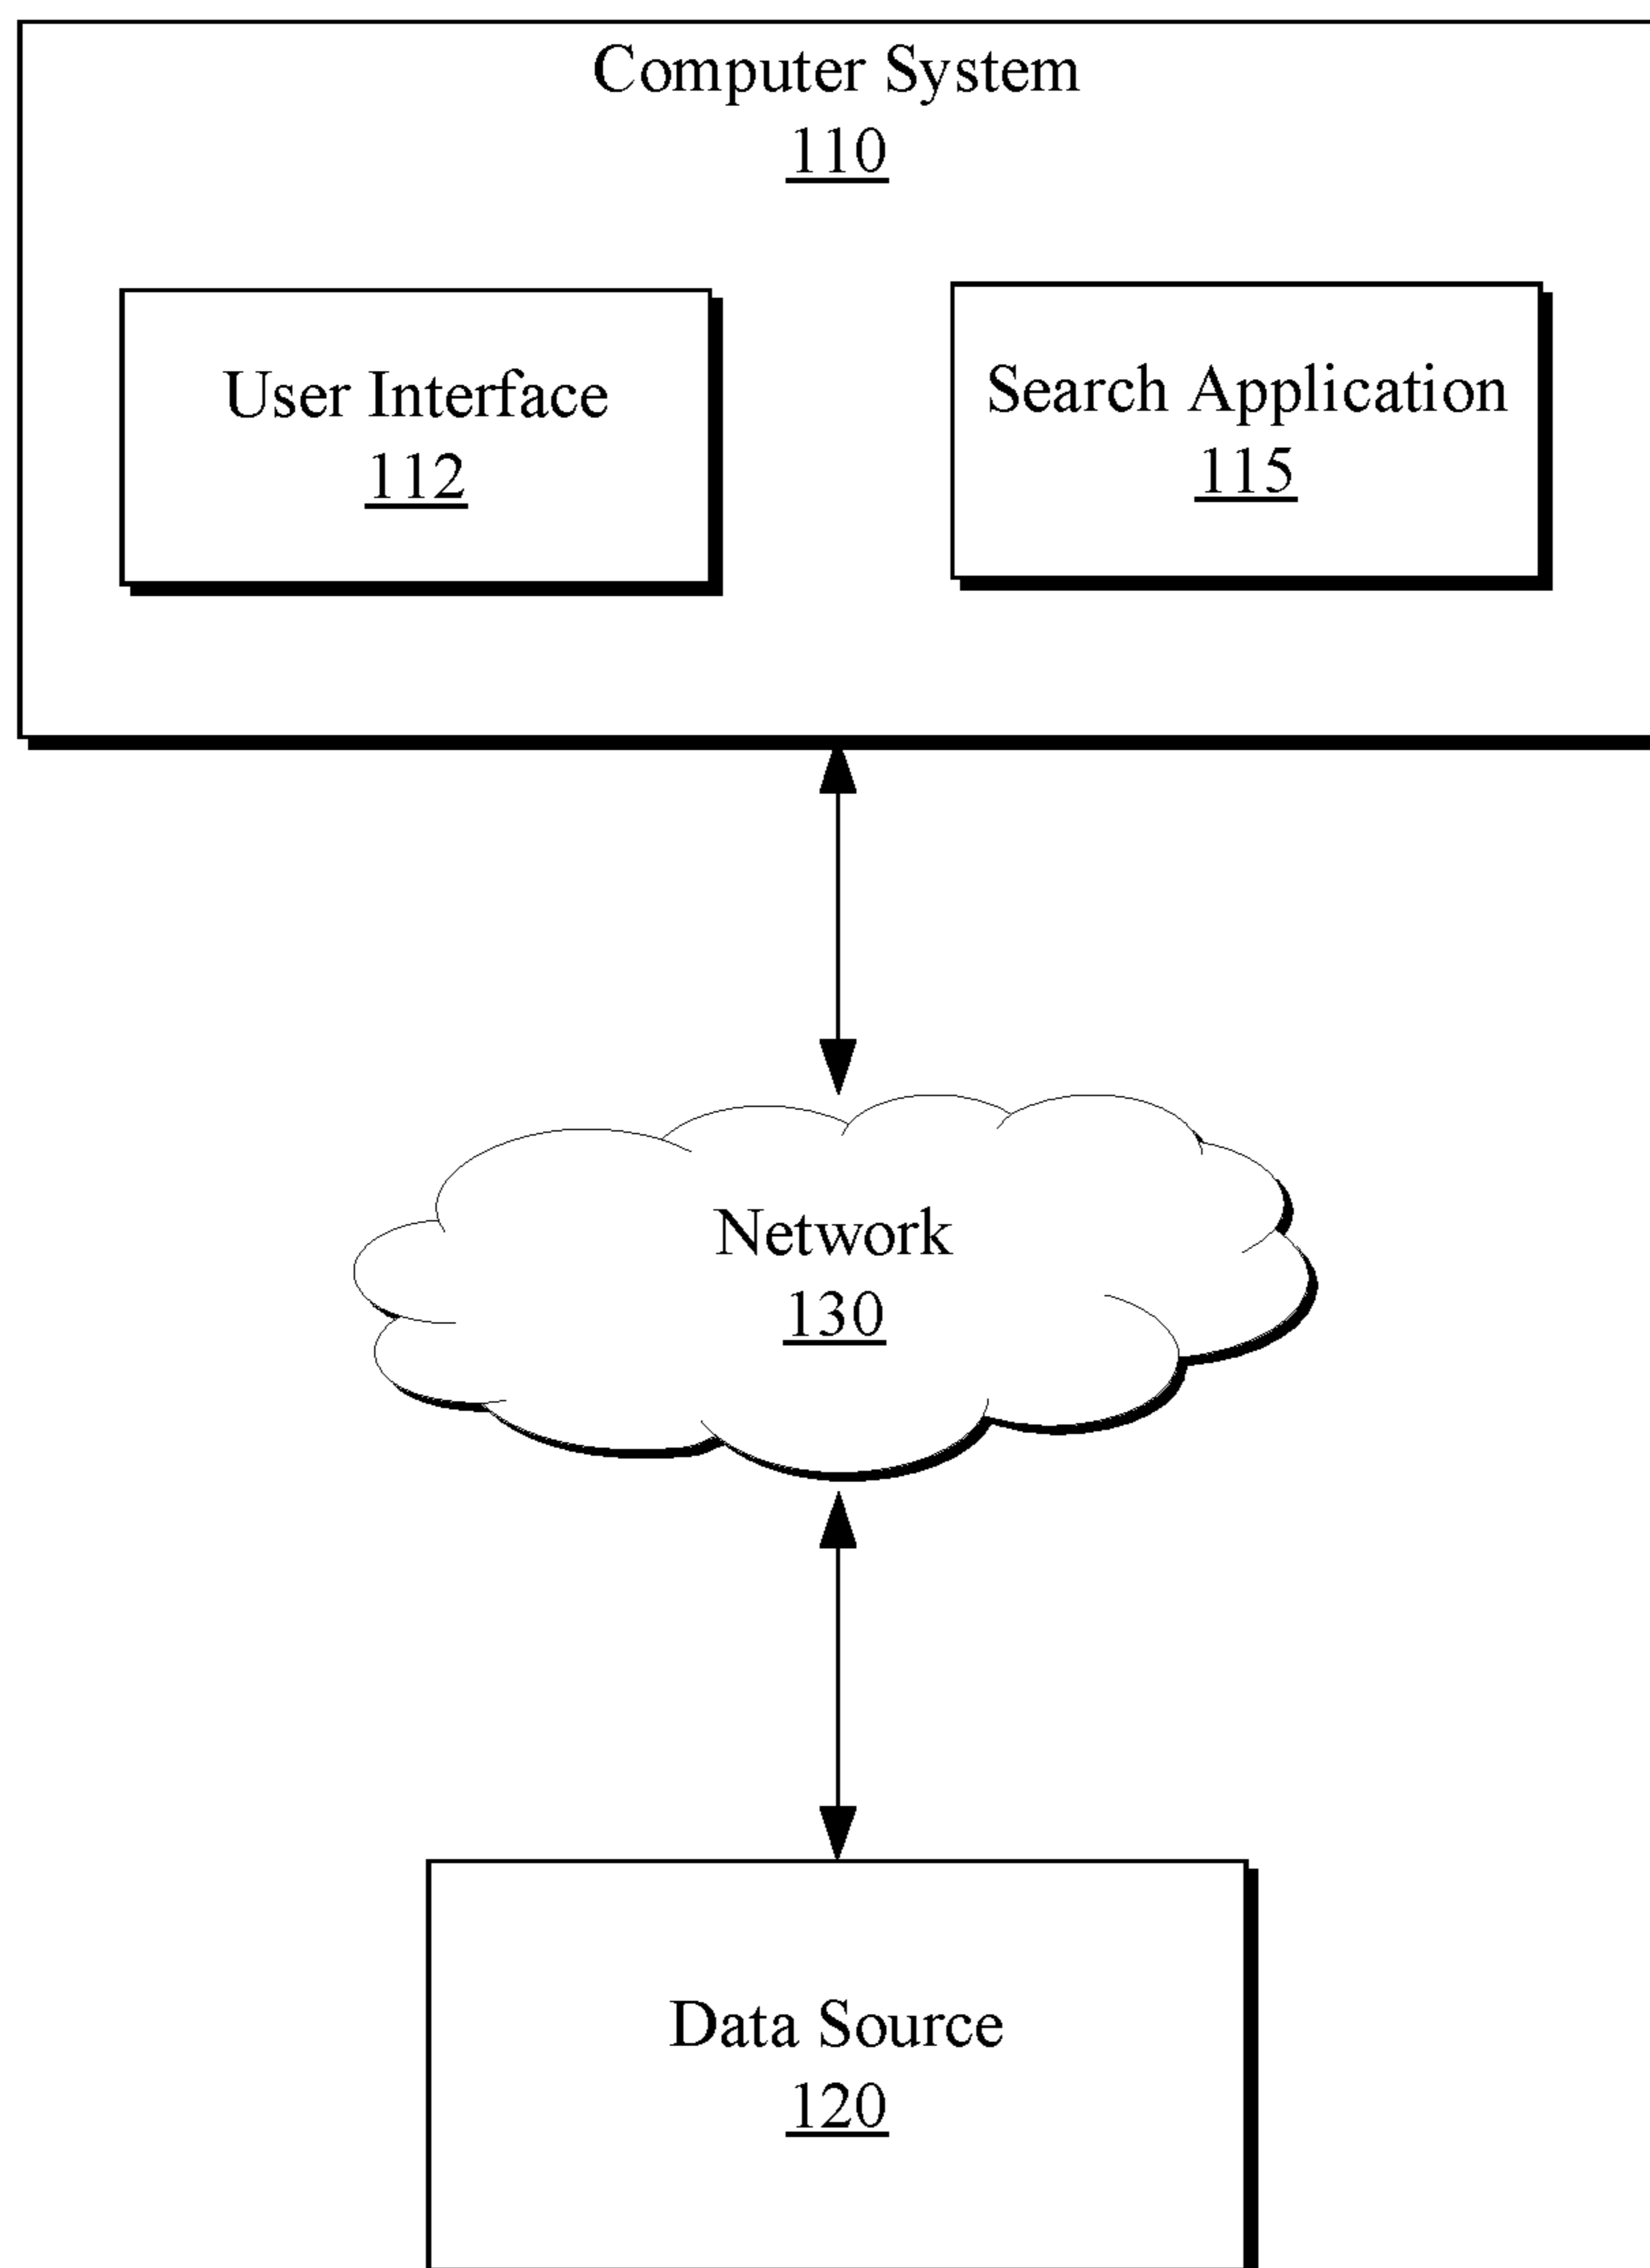 Computer System
110
User Interface
112
Search Application
115
Network
130
Data Source
120